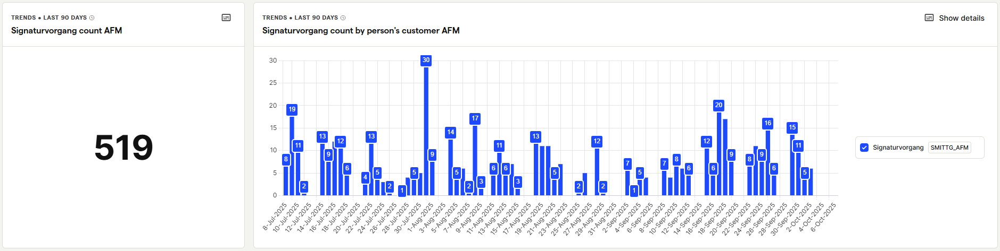 TRENDS • LAST 90 DAYS
Signaturvorgang count AFM
519
TRENDS • LAST 90 DAYS
Show details
Signaturvorgang count by person's customer AFM
30
25
20
15
10
5
0
8
19
11
2
13
9
12
6
4
13
5
2
1
5
30
9
14
5
2
17
3
6
11
6
3
13
5
2
12
2
7
1
5
7
8
6
12
6
20
9
8
9
16
6
15
11
5
8-Jul-2025
10-Jul-2025
12-Jul-2025
14-Jul-2025
16-Jul-2025
18-Jul-2025
20-Jul-2025
22-Jul-2025
24-Jul-2025
26-Jul-2025
28-Jul-2025
30-Jul-2025
1-Aug-2025
3-Aug-2025
5-Aug-2025
7-Aug-2025
9-Aug-2025
11-Aug-2025
13-Aug-2025
15-Aug-2025
17-Aug-2025
19-Aug-2025
21-Aug-2025
23-Aug-2025
25-Aug-2025
27-Aug-2025
29-Aug-2025
31-Aug-2025
2-Sep-2025
4-Sep-2025
6-Sep-2025
8-Sep-2025
10-Sep-2025
12-Sep-2025
14-Sep-2025
16-Sep-2025
18-Sep-2025
20-Sep-2025
22-Sep-2025
24-Sep-2025
26-Sep-2025
28-Sep-2025
30-Sep-2025
2-Oct-2025
4-Oct-2025
6-Oct-2025
Signaturvorgang SMITTG_AFM